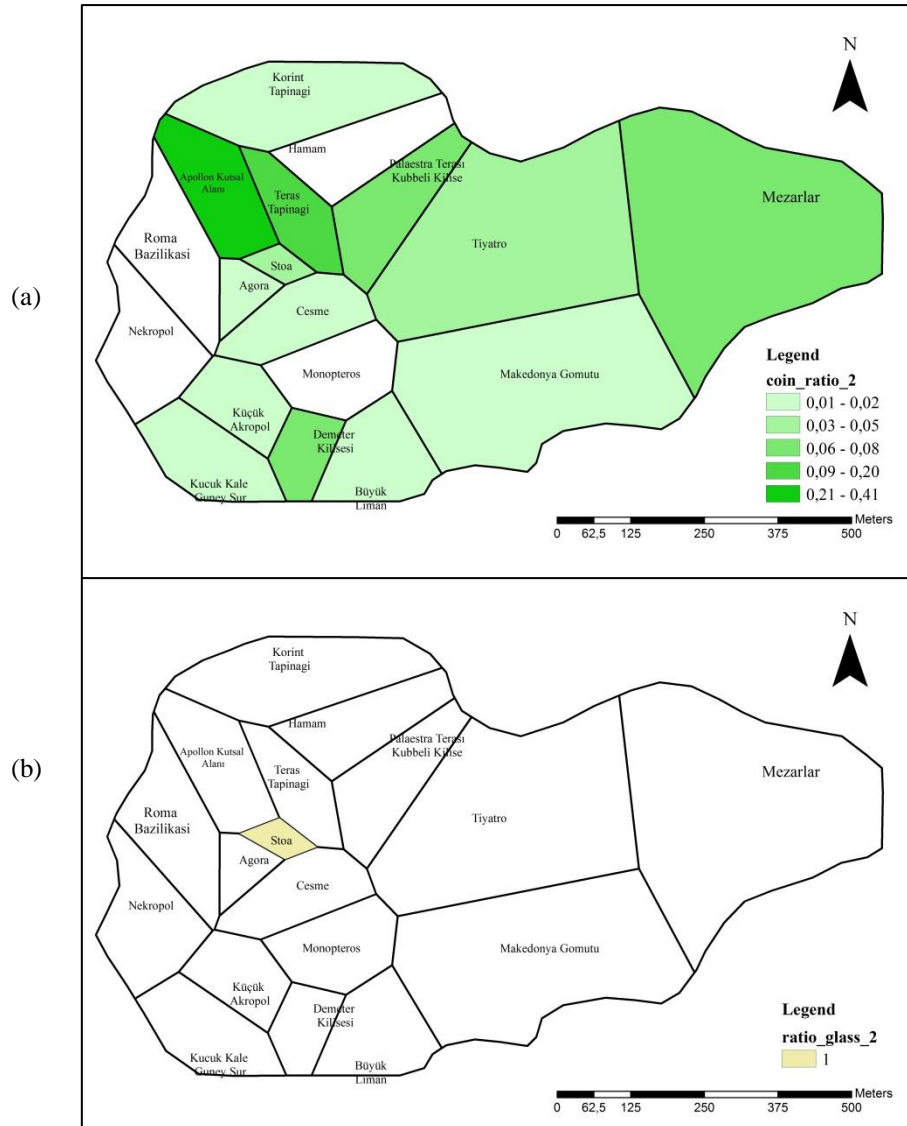 (a)
N
Korint
Tapinagi
Hamam
Palaestra Terası
Kubbeli Kilise
Apollon Kutsal
Alanı
Teras
Tapinagi
Mezarlar
Roma
Bazilikasi
Tiyatro
Stoa
Agora
Cesme
Nekropol
Monopteros
Makedonya Gomutu
Küçük
Akropol
Demeter
Kilisesi
Kucuk Kale
Guney Sur
Büyük
Liman
Legend
coin_ratio_2
0,01 - 0,02
0,03 - 0,05
0,06 - 0,08
0,09 - 0,20
0,21 - 0,41
Meters
0 62,5 125 250 375 500
(b)
N
Korint
Tapinagi
Hamam
Palaestra Terası
Kubbeli Kilise
Apollon Kutsal
Alanı
Teras
Tapinagi
Mezarlar
Roma
Bazilikasi
Tiyatro
Stoa
Agora
Cesme
Nekropol
Monopteros
Makedonya Gomutu
Küçük
Akropol
Demeter
Kilisesi
Kucuk Kale
Guney Sur
Büyük
Liman
Legend
ratio_glass_2
1
Meters
0 62,5 125 250 375 500